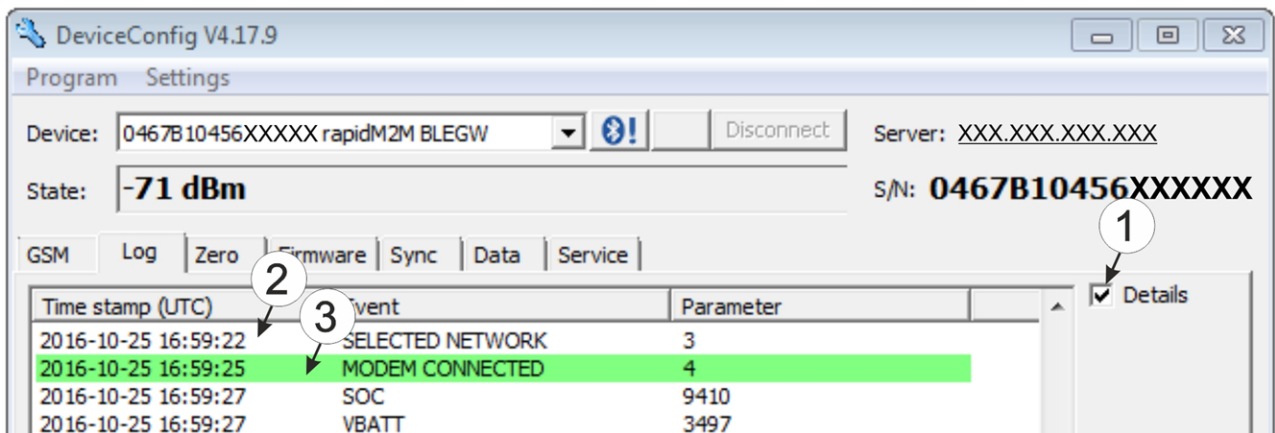 DeviceConfig V4.17.9
Program Settings
Device: 0467B10456XXXXX rapidM2M BLEGW Disconnect Server: XXX.XXX.XXX.XXX
State: -71 dBm S/N: 0467B10456XXXXXX
1
GSM Log Zero Firmware Sync Data Service
2
3
Time stamp (UTC) Event Parameter Details
2016-10-25 16:59:22 SELECTED NETWORK 3
2016-10-25 16:59:25 MODEM CONNECTED 4
2016-10-25 16:59:27 SOC 9410
2016-10-25 16:59:27 VBATT 3497